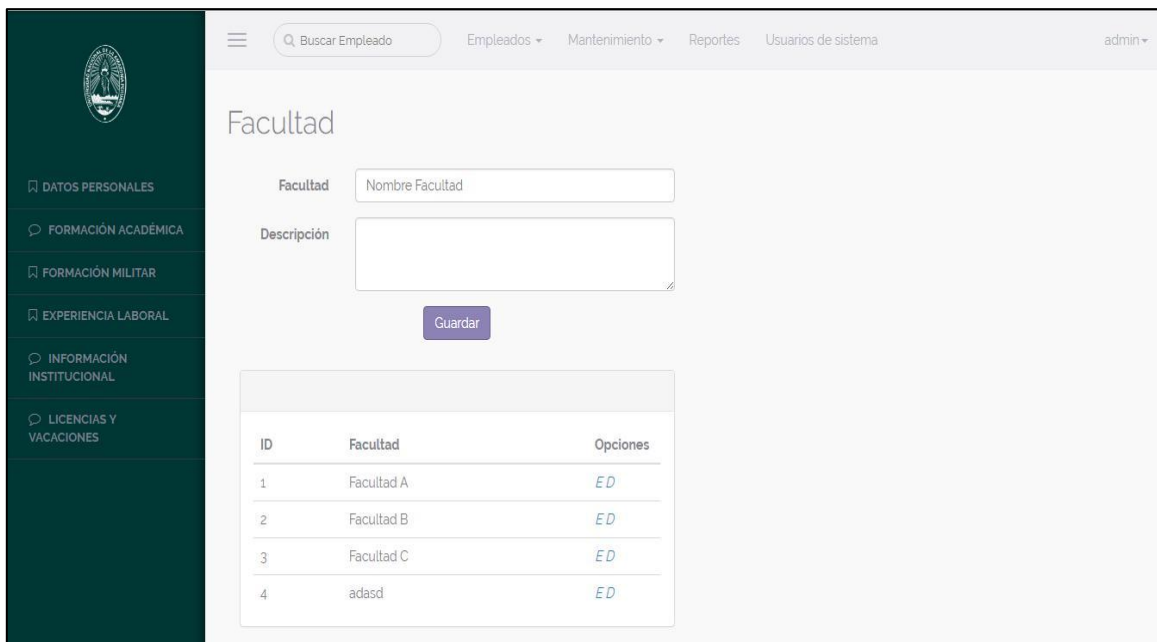 Buscar Empleado Empleados Mantenimiento Reportes Usuarios de sistema admin
DATOS PERSONALES
FORMACIÓN ACADÉMICA
FORMACIÓN MILITAR
EXPERIENCIA LABORAL
INFORMACIÓN
INSTITUCIONAL
LICENCIAS Y
VACACIONES
Facultad
Facultad Nombre Facultad
Descripción
Guardar
ID Facultad Opciones
1 Facultad A E D
2 Facultad B E D
3 Facultad C E D
4 adasd E D